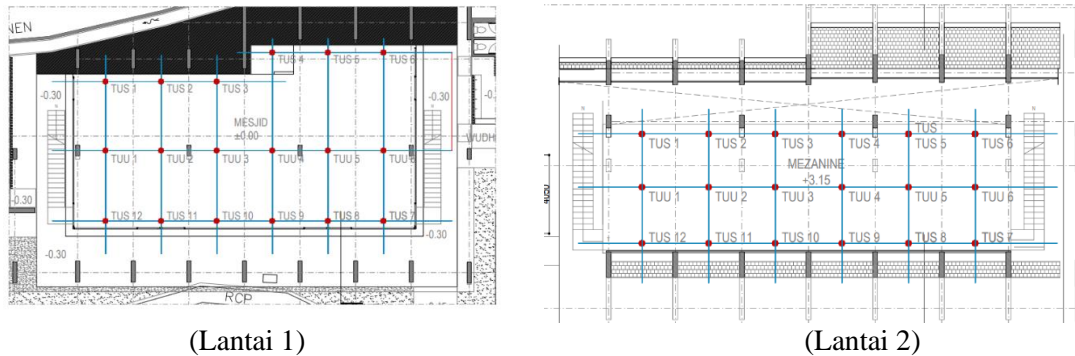 NEN
TUS 4 TUS 5 TUS 6
-0.30 TUS 1 TUS 2 TUS 3 -0.30
MESJID
±0.00
WUDH
TUU 1 TUU 2 TUU 3 TUU 4 TUU 5 TUU 6
TUS 12 TUS 11 TUS 10 TUS 9 TUS 8 TUS 7
-0.30 -0.30
RCP
(Lantai 1)
N N
TUS
TUS 1 TUS 2 TUS 3 TUS 4 TUS 5 TUS 6
MEZANINE
+3.15
TUU 1 TUU 2 TUU 3 TUU 4 TUU 5 TUU 6
TUS 12 TUS 11 TUS 10 TUS 9 TUS 8 TUS 7
(Lantai 2)